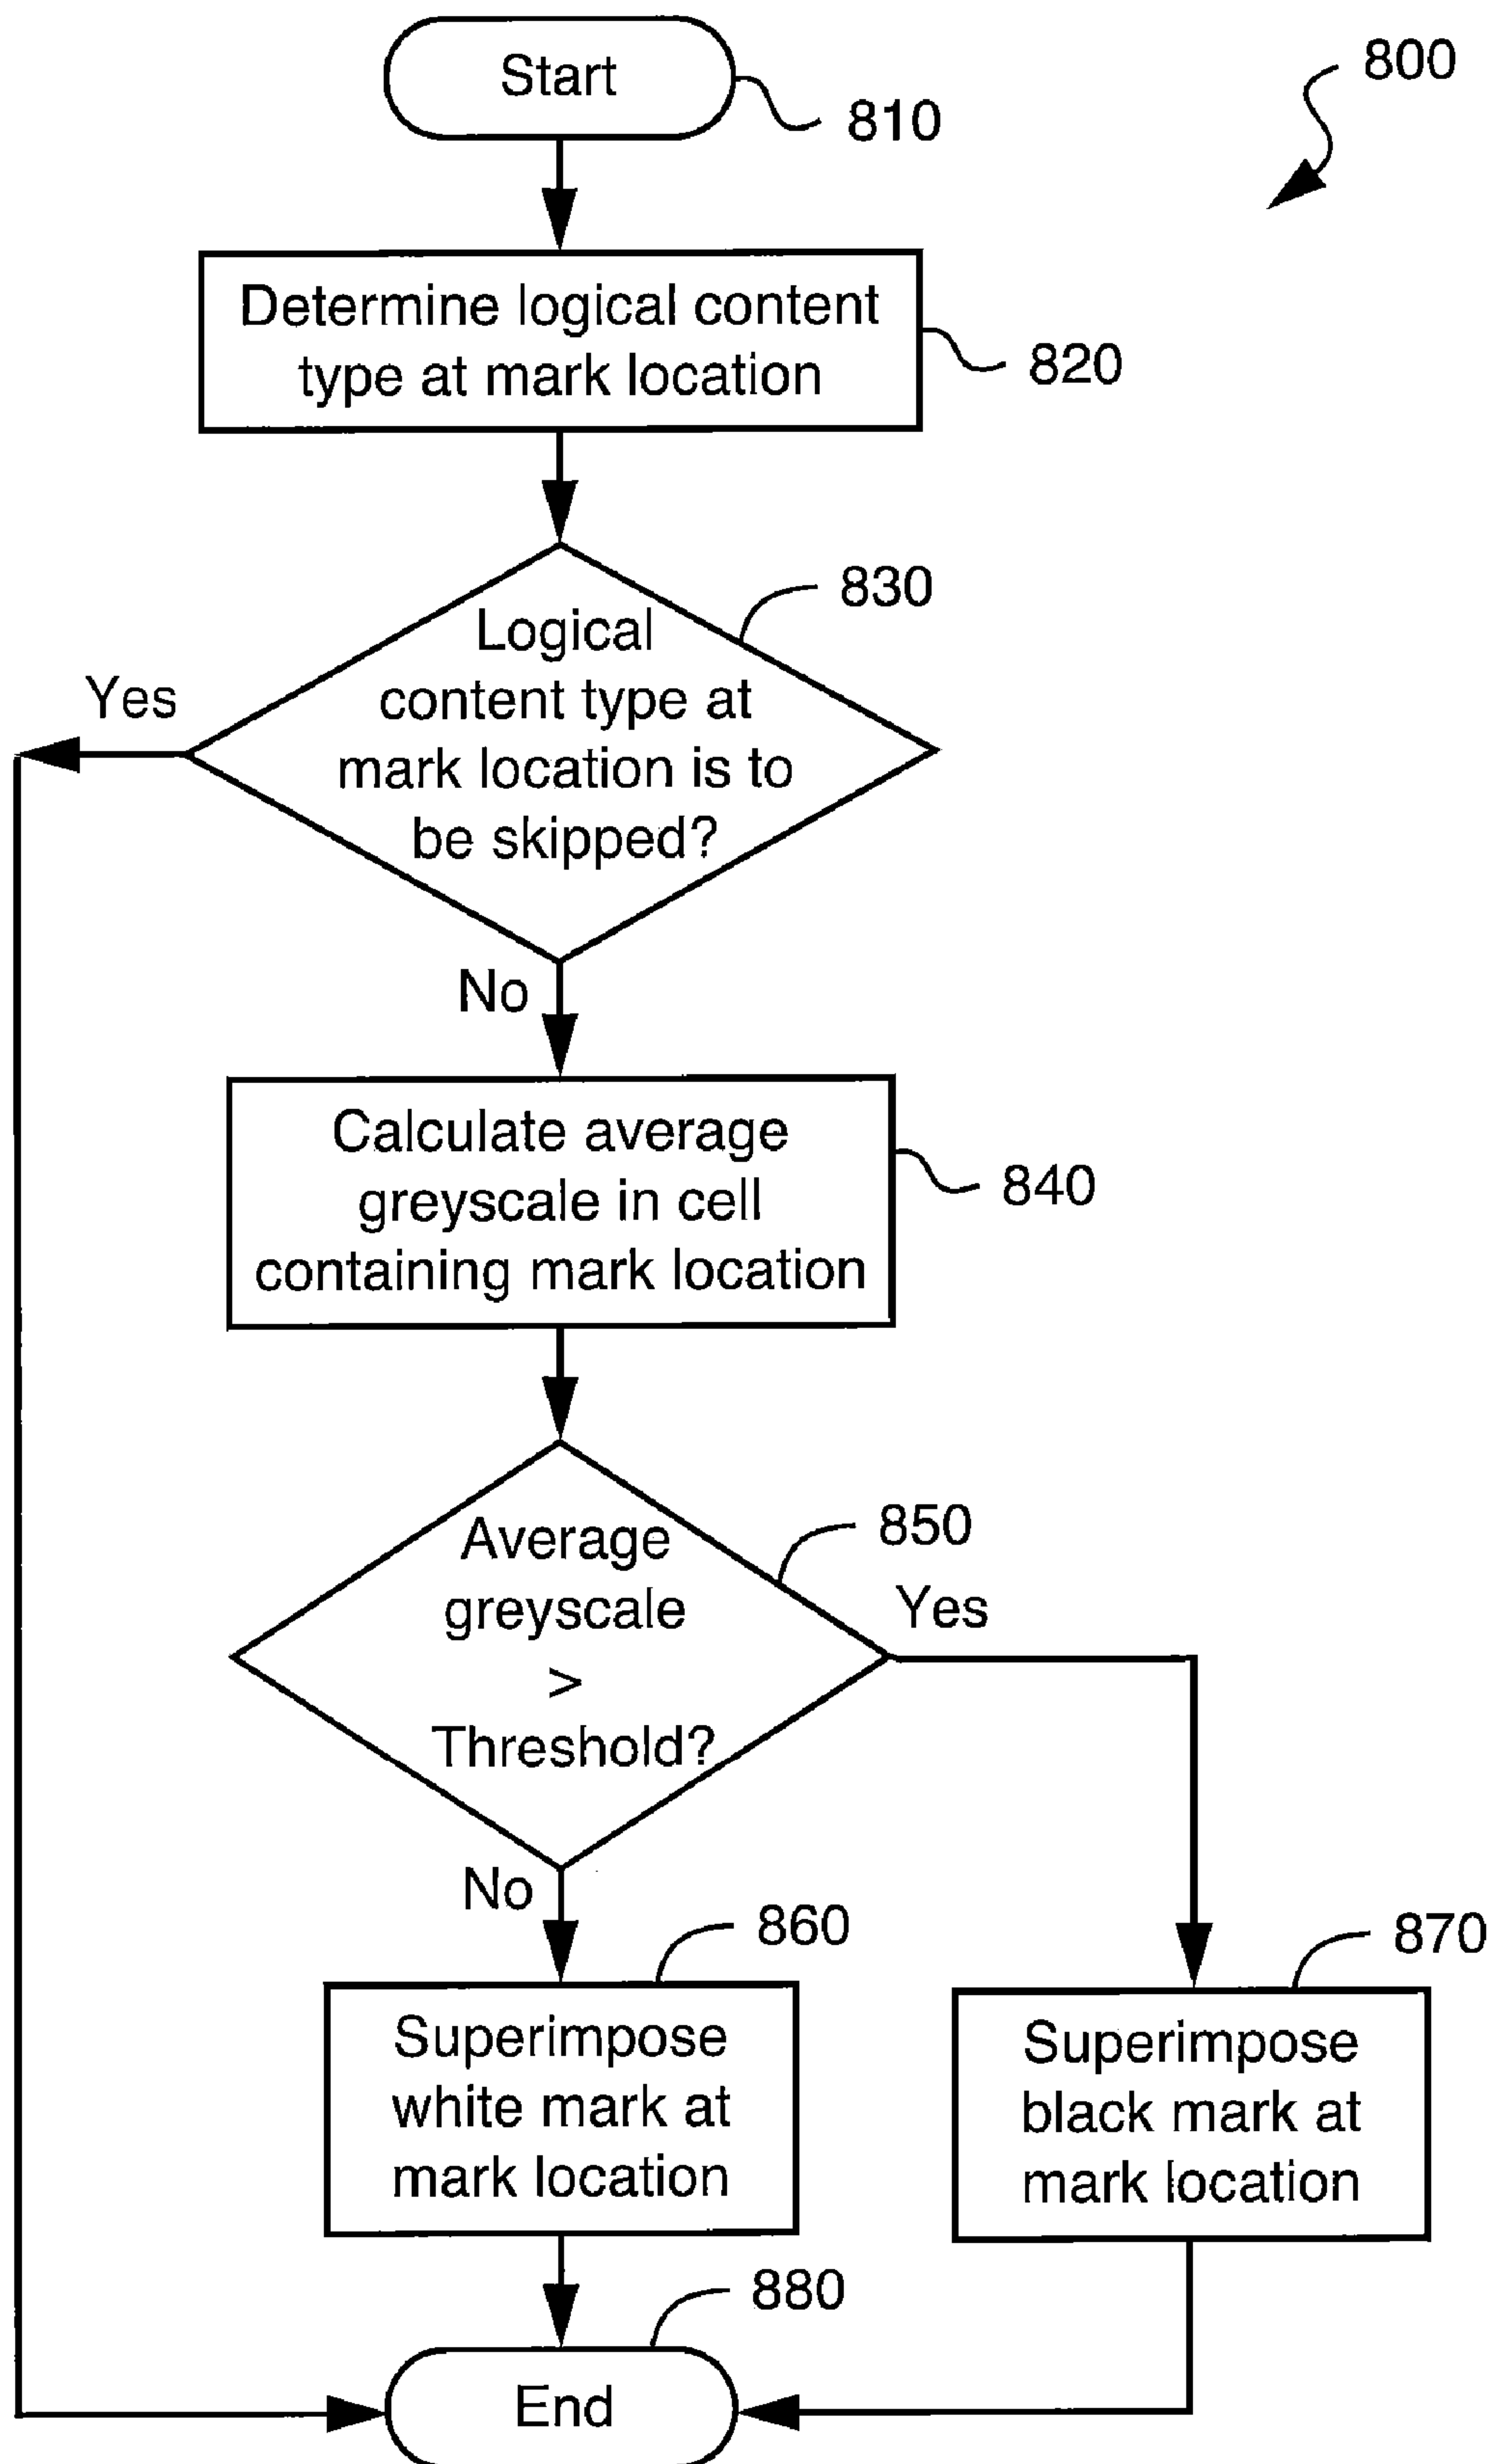 Start
800
810
Determine logical content
type at mark location
820
830
Logical
content type at
mark location is to
be skipped?
Yes
No
Calculate average
greyscale in cell
containing mark location
840
850
Average
greyscale
>
Threshold?
Yes
No
860
870
Superimpose
white mark at
mark location
Superimpose
black mark at
mark location
880
End